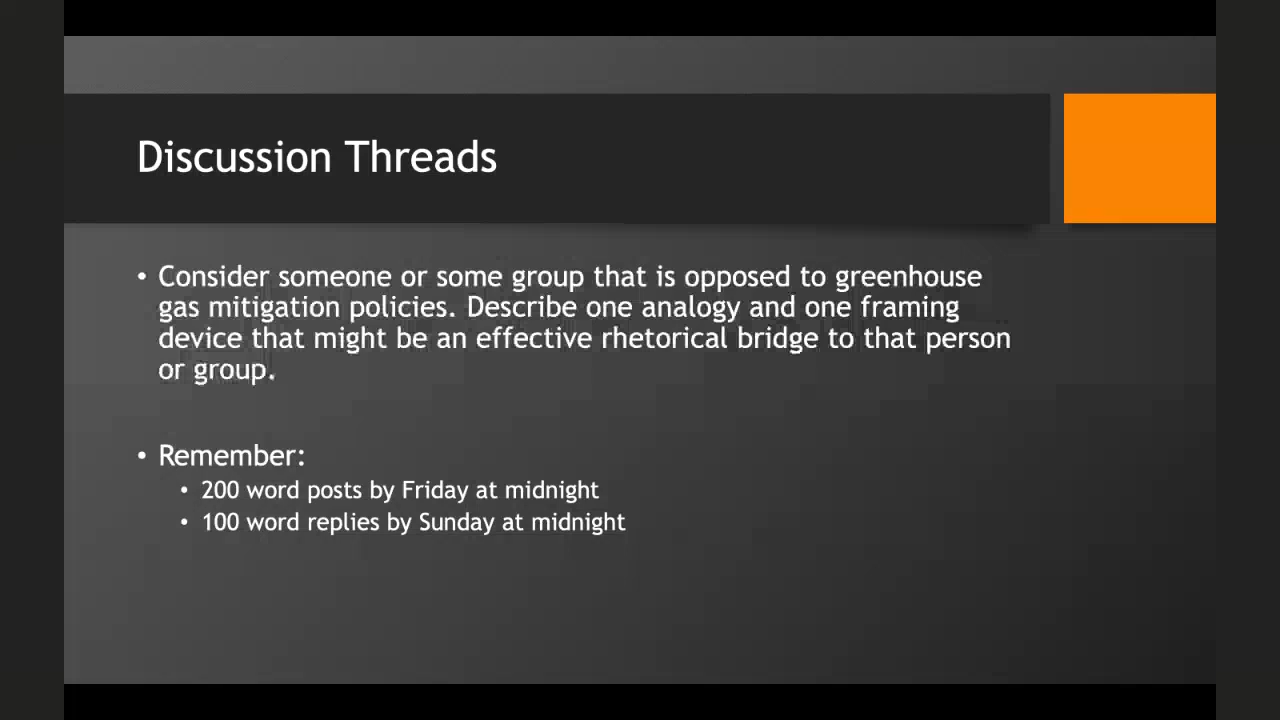 Discussion Threads
• Consider someone or some group that is opposed to greenhouse
gas mitigation policies. Describe one analogy and one framing
device that might be an effective rhetorical bridge to that person
or group.
• Remember:
• 200 word posts by Friday at midnight
• 100 word replies by Sunday at midnight